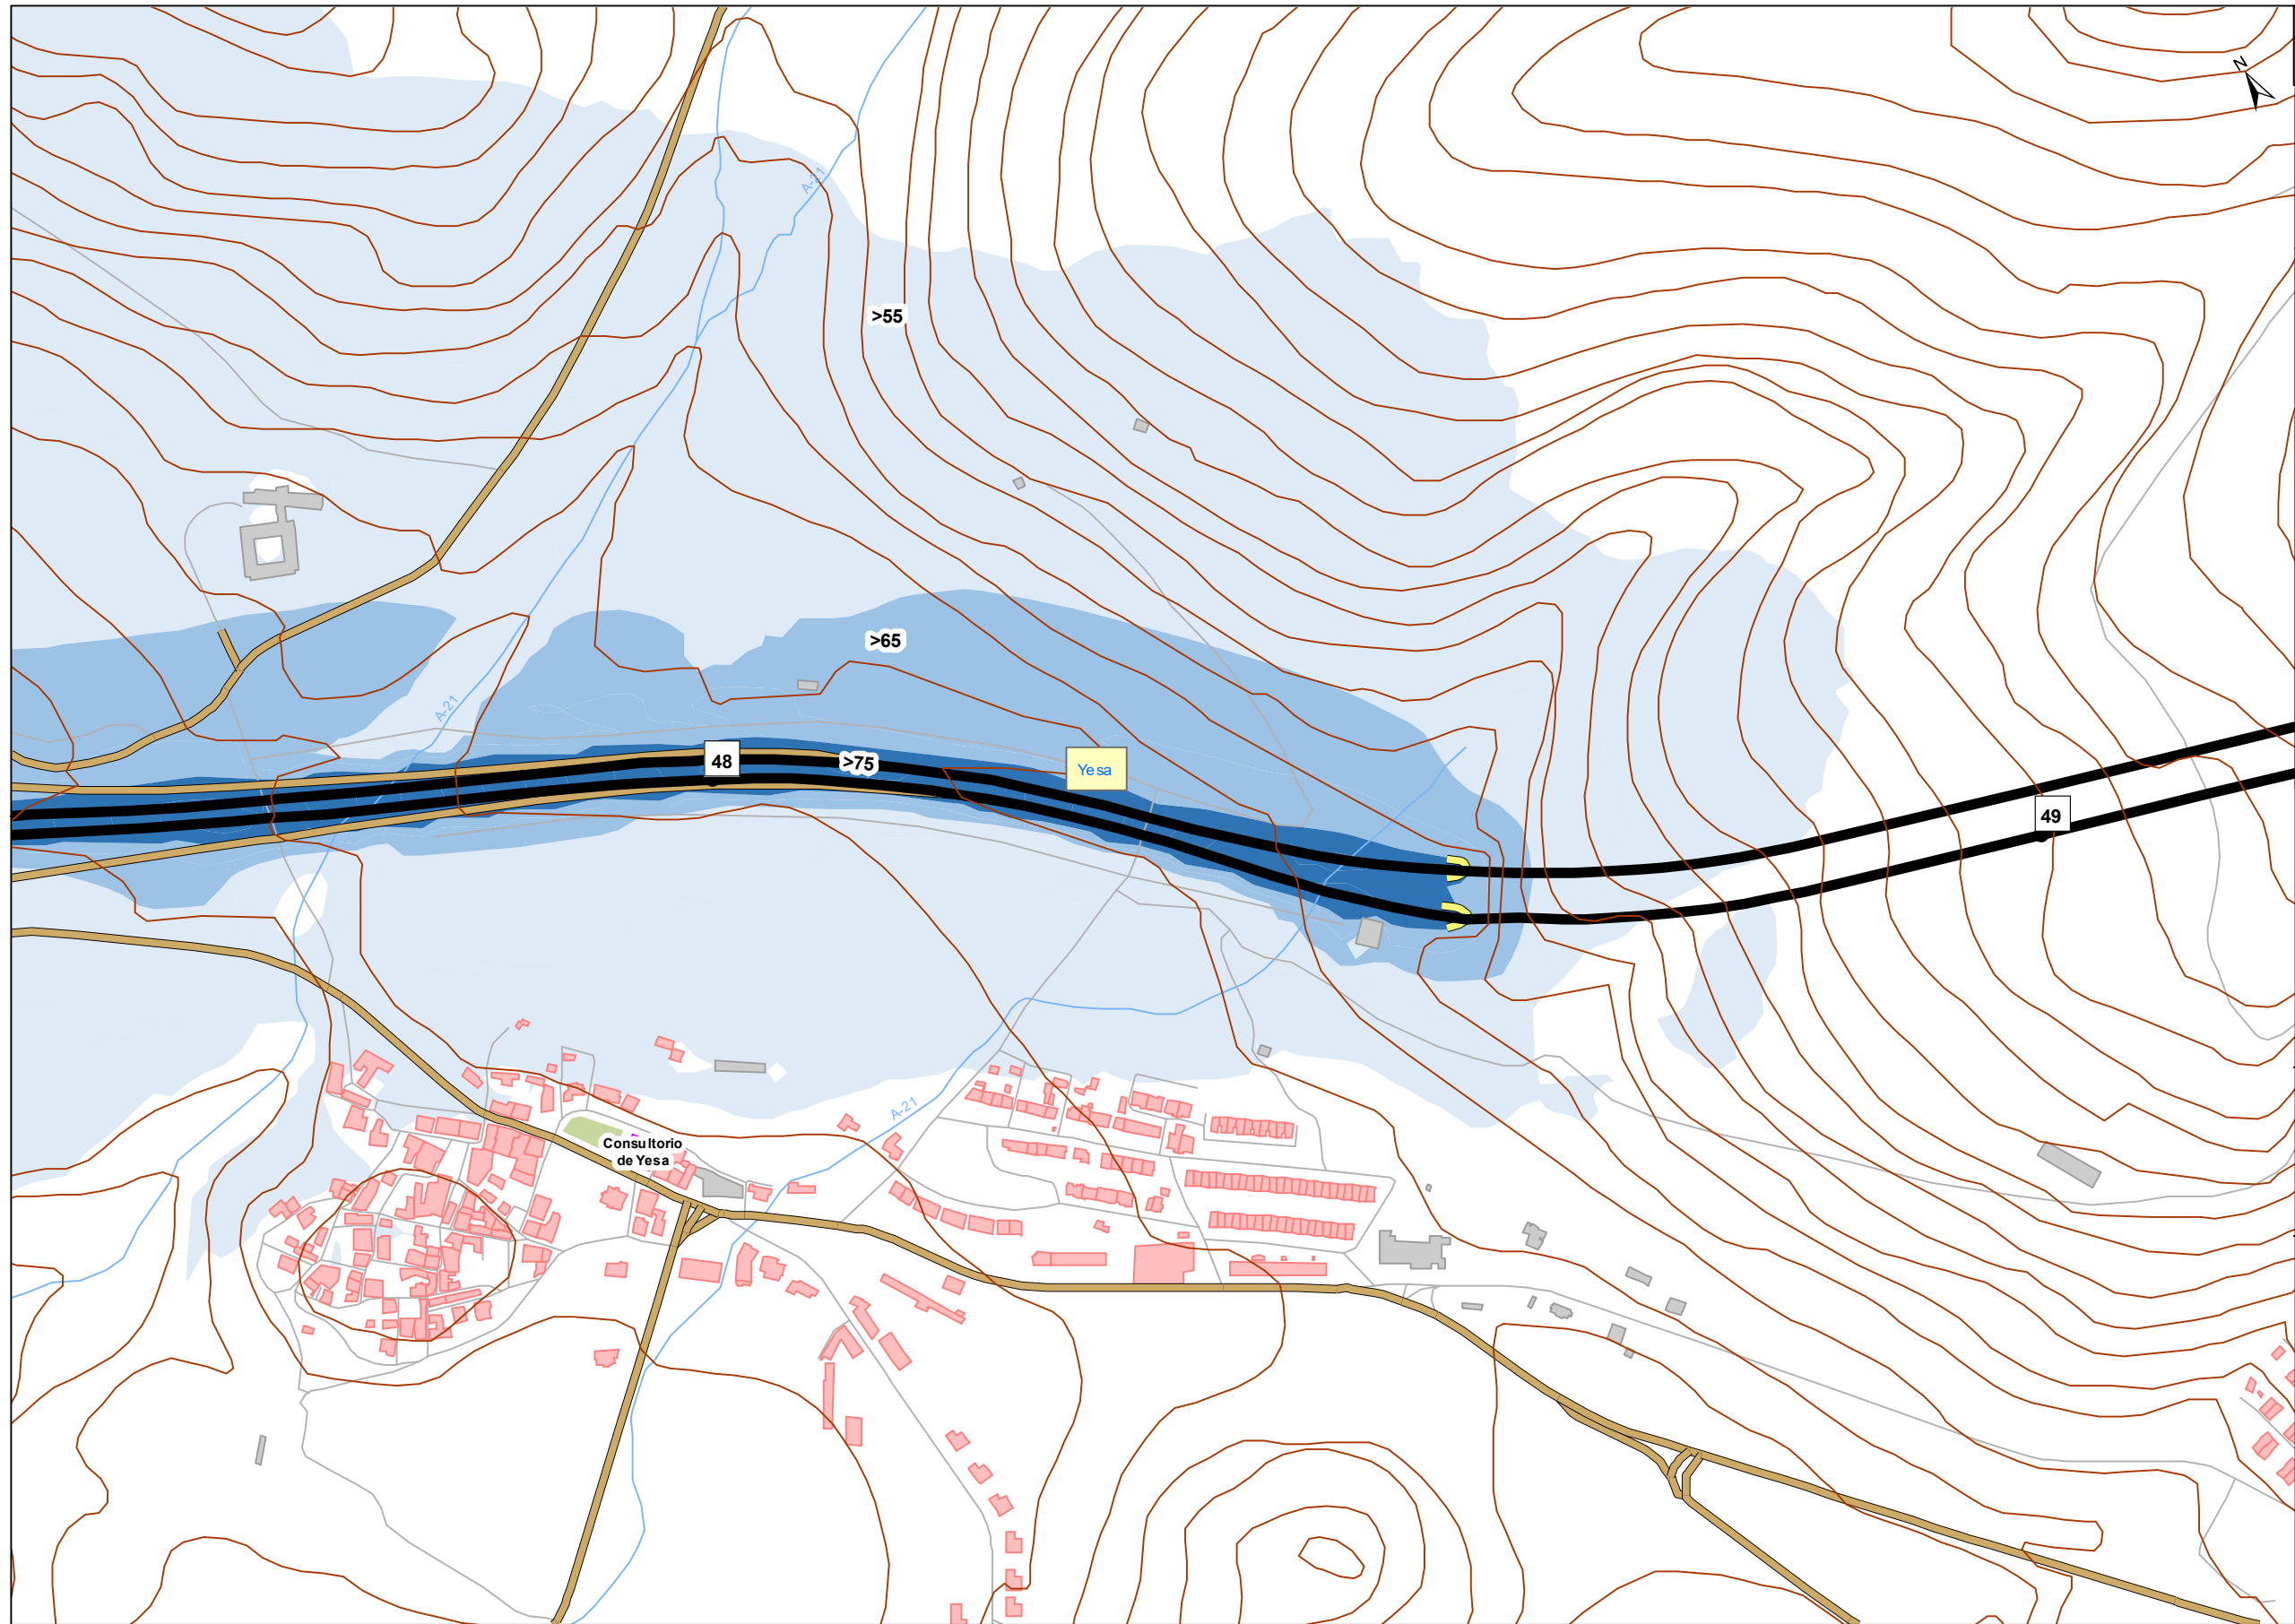 N
A-21
>55
>65
A-21
48
>75
Yesa
49
A-21
Consultorio
de Yesa